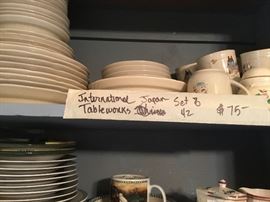 International Japan Set 8
Tableworks 42 $75-